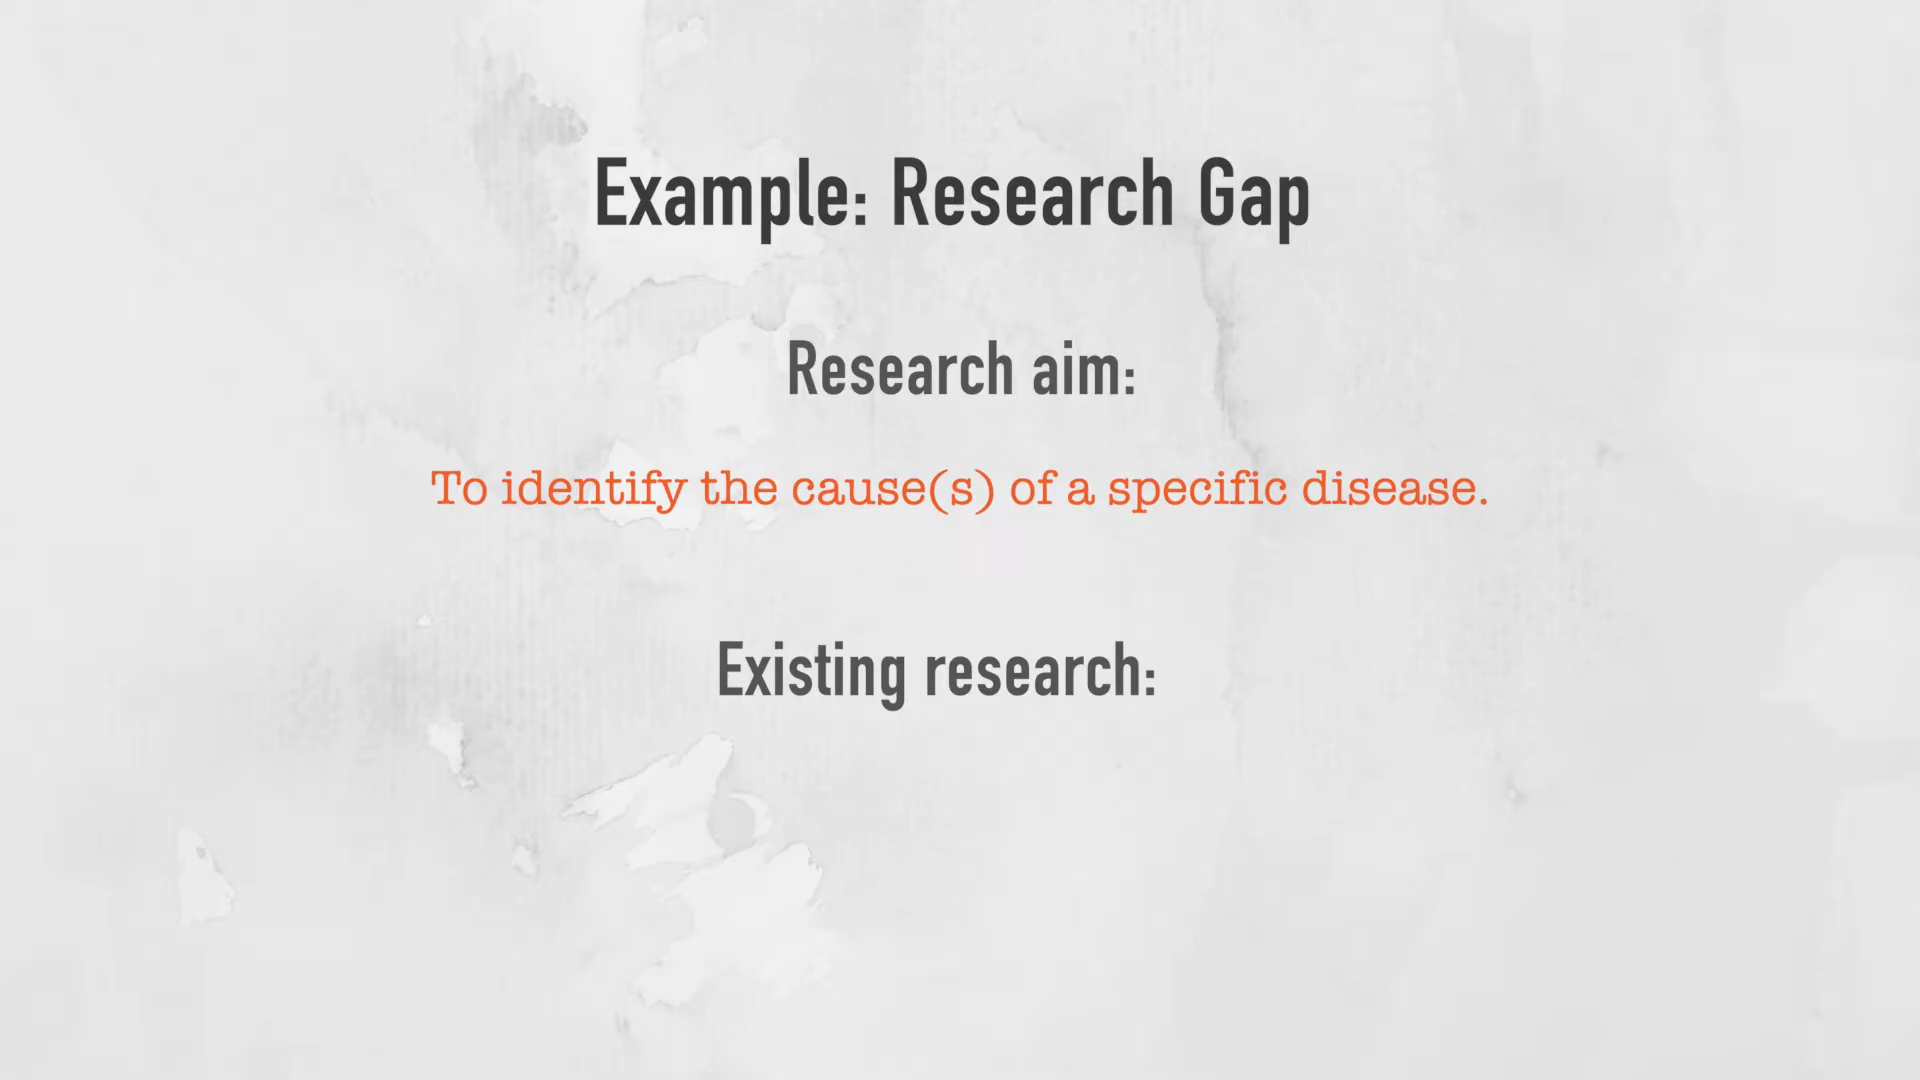 Example: Research Gap
Research aim:
To identify the cause(s) of a specific disease.
Existing research: